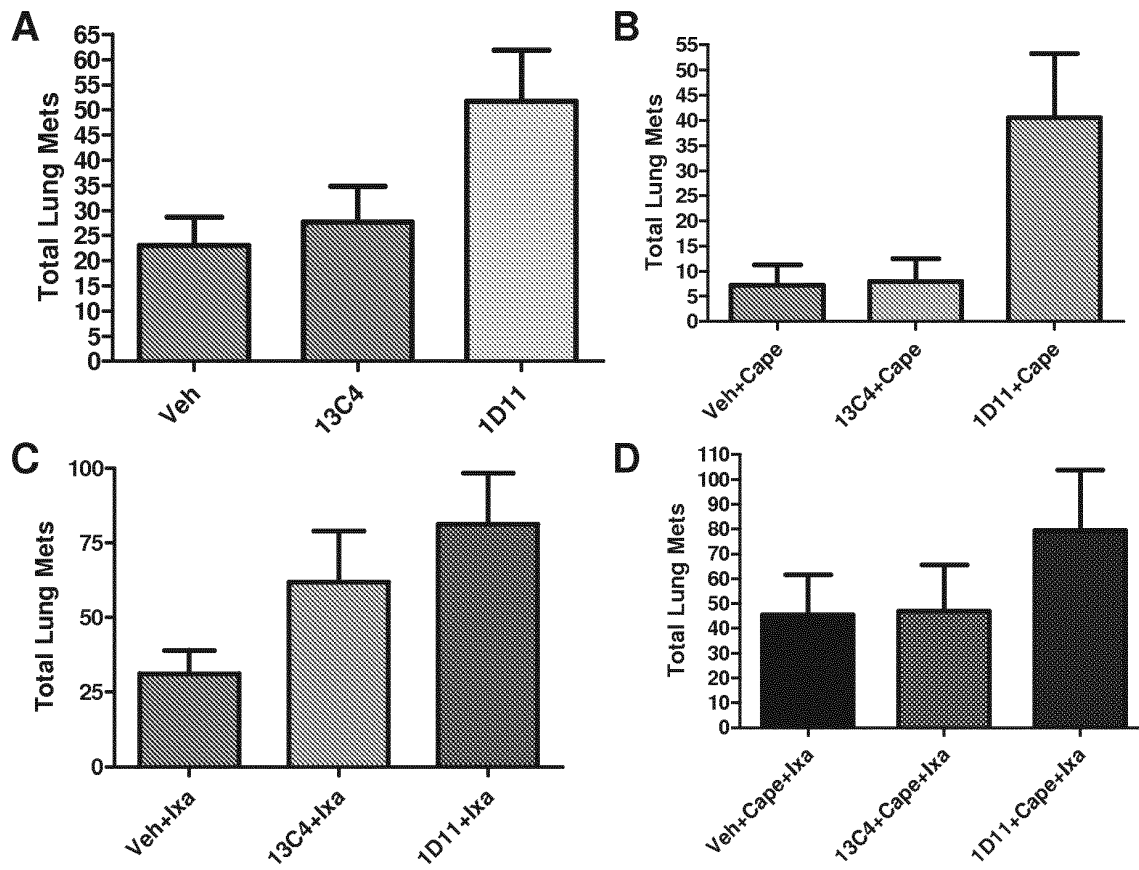 A
Total Lung Mets
65
60
55
50
45
40
35
30
25
20
15
10
5
0
Veh
13C4
1D11
B
Total Lung Mets
55
50
45
40
35
30
25
20
15
10
5
0
Veh+Cape
13C4+Cape
1D11+Cape
C
Total Lung Mets
100
75
50
25
0
Veh+Ixa
13C4+Ixa
1D11+Ixa
D
Total Lung Mets
110
100
90
80
70
60
50
40
30
20
10
0
Veh+Cape+Ixa
13C4+Cape+Ixa
1D11+Cape+Ixa